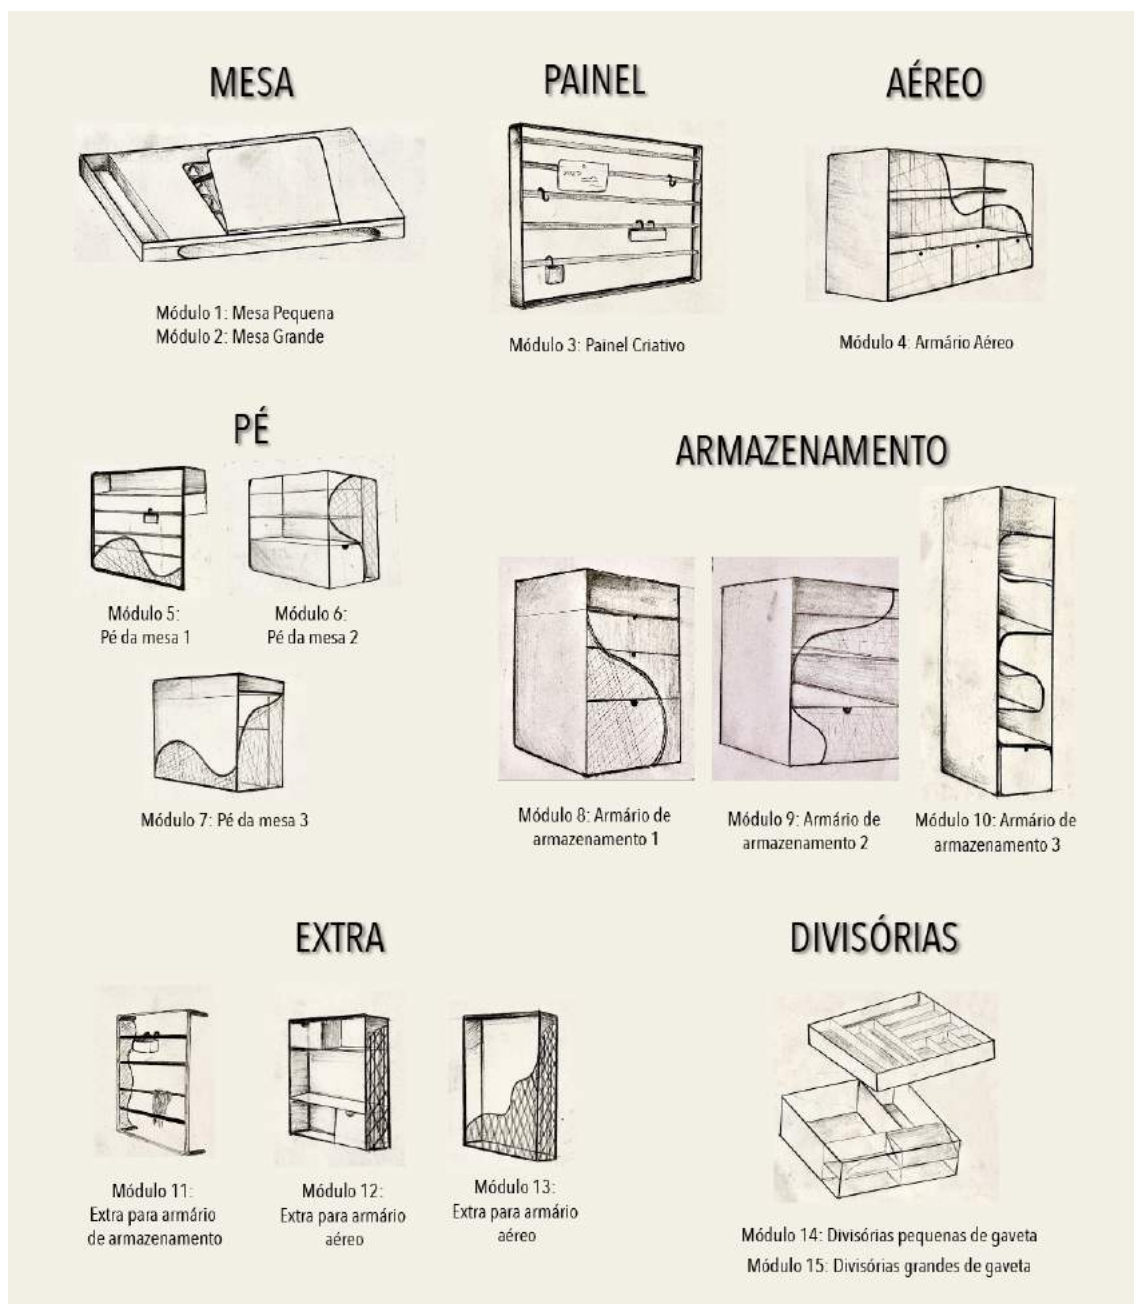 MESA
PAINEL
AÉREO
Módulo 1: Mesa Pequena
Módulo 2: Mesa Grande
Módulo 3: Painel Criativo
Módulo 4: Armário Aéreo
PÉ
ARMAZENAMENTO
Módulo 5:
Pé da mesa 1
Módulo 6:
Pé da mesa 2
Módulo 7: Pé da mesa 3
Módulo 8: Armário de
armazenamento 1
Módulo 9: Armário de
armazenamento 2
Módulo 10: Armário de
armazenamento 3
EXTRA
DIVISÓRIAS
Módulo 11:
Extra para armário
de armazenamento
Módulo 12:
Extra para armário
aéreo
Módulo 13:
Extra para armário
aéreo
Módulo 14: Divisórias pequenas de gaveta
Módulo 15: Divisórias grandes de gaveta